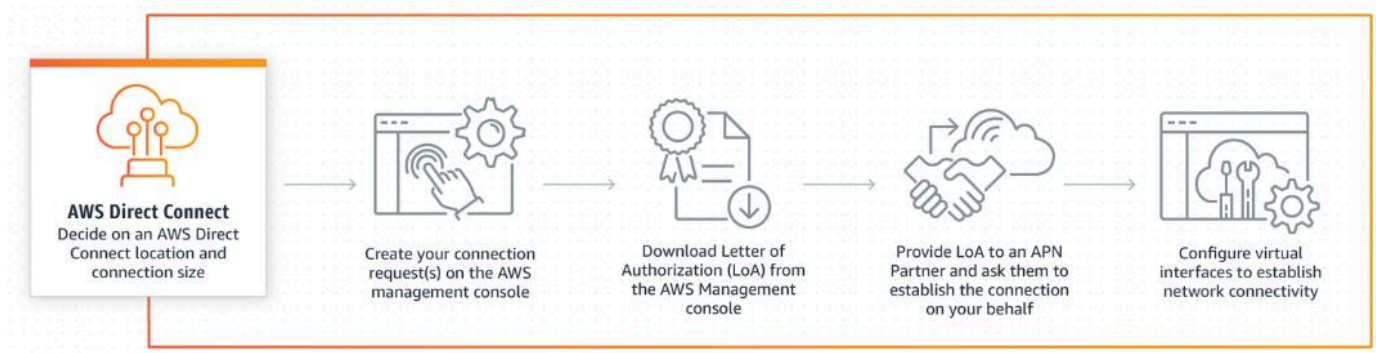 AWS Direct Connect
Decide on an AWS Direct
Connect location and
connection size
Create your connection
request(s) on the AWS
management console
Download Letter of
Authorization (LoA) from
the AWS Management
console
Provide LoA to an APN
Partner and ask them to
establish the connection
on your behalf
Configure virtual
interfaces to establish
network connectivity